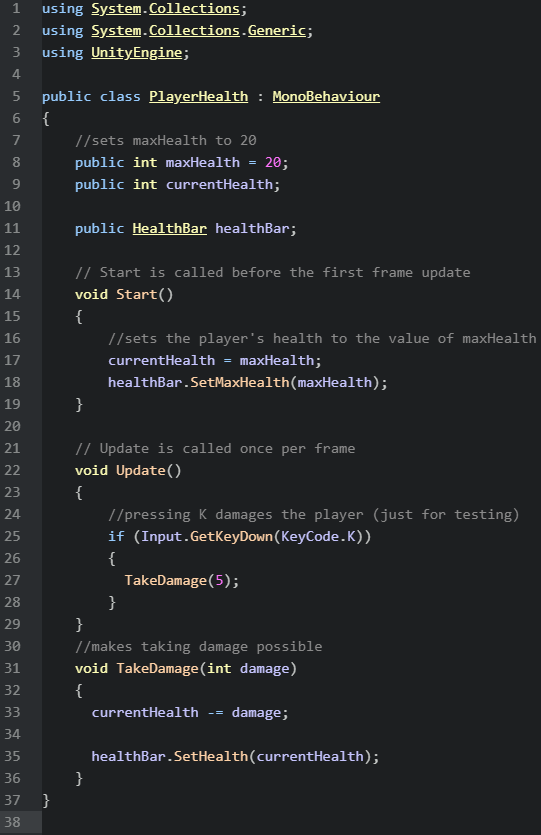 1 using System.Collections;
2 using System.Collections.Generic;
3 using UnityEngine;
4
5 public class PlayerHealth : MonoBehaviour
6 {
7     //sets maxHealth to 20
8     public int maxHealth = 20;
9     public int currentHealth;
10
11     public HealthBar healthBar;
12
13     // Start is called before the first frame update
14     void Start()
15     {
16         //sets the player's health to the value of maxHealth
17         currentHealth = maxHealth;
18         healthBar.SetMaxHealth(maxHealth);
19     }
20
21     // Update is called once per frame
22     void Update()
23     {
24         //pressing K damages the player (just for testing)
25         if (Input.GetKeyDown(KeyCode.K))
26         {
27           TakeDamage(5);
28         }
29     }
30     //makes taking damage possible
31     void TakeDamage(int damage)
32     {
33       currentHealth -= damage;
34
35       healthBar.SetHealth(currentHealth);
36     }
37 }
38